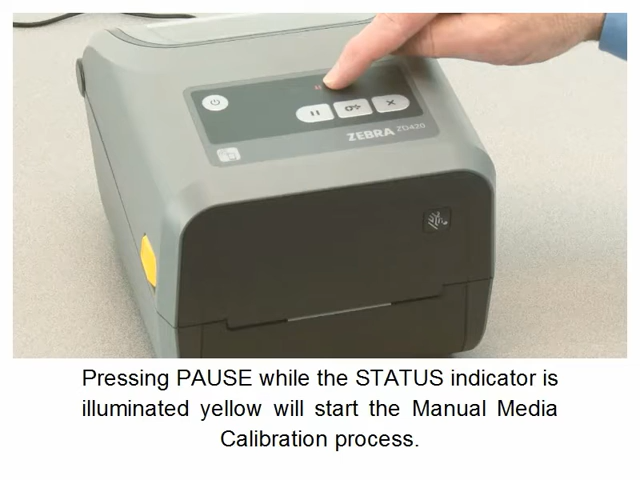 ZEBRA ZD420
Pressing PAUSE while the STATUS indicator is
illuminated yellow will start the Manual Media
Calibration process.